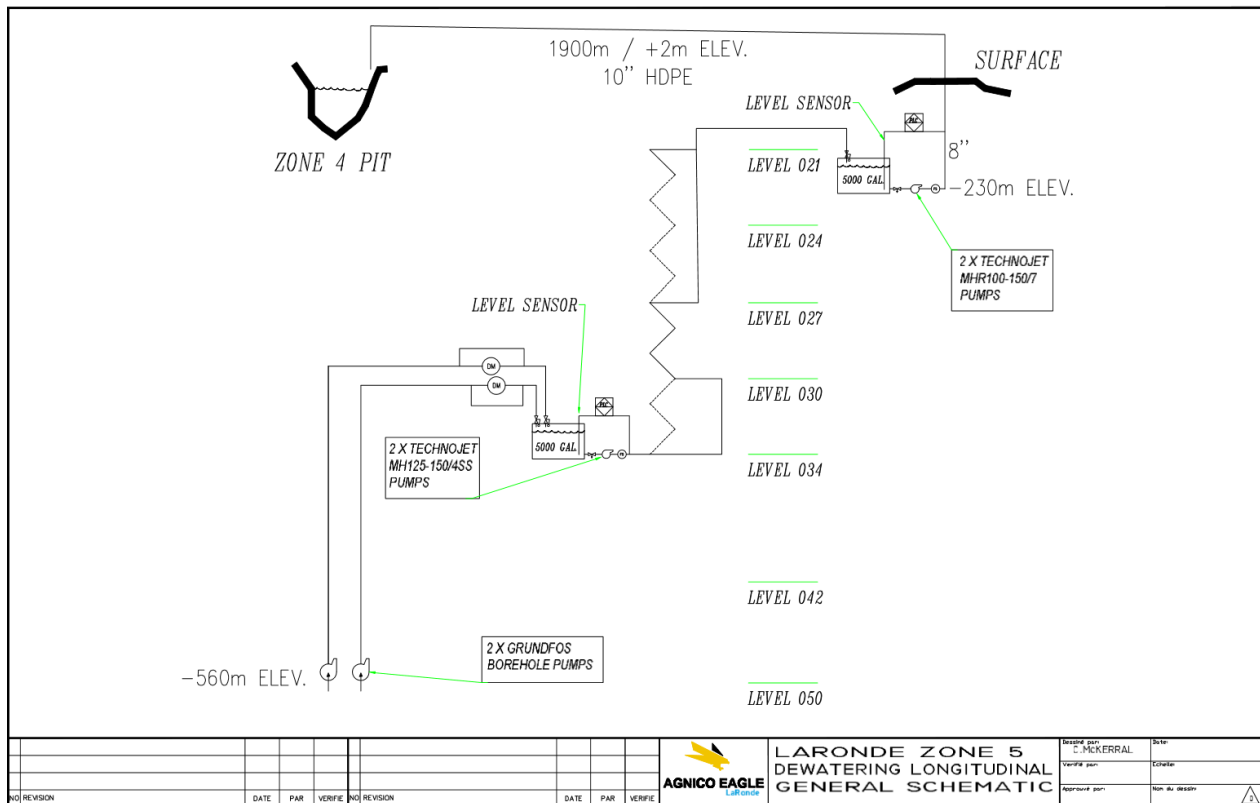 1900m / +2m ELEV.
10'' HDPE
SURFACE
LEVEL SENSOR
PLC
ZONE 4 PIT
8''
LEVEL 021
5000 GAL.
-230m ELEV.
LEVEL 024
2 X TECHNOJET
MHR100-150/7
PUMPS
LEVEL SENSOR
LEVEL 027
DM
DM
LEVEL 030
PLC
5000 GAL.
2 X TECHNOJET
MH125-150/4SS
PUMPS
LEVEL 034
LEVEL 042
2 X GRUNDFOS
BOREHOLE PUMPS
-560m ELEV.
LEVEL 050
NO REVISION DATE PAR VERIFIE NO REVISION DATE PAR VERIFIE
AGNICO EAGLE
LaRonde
LARONDE ZONE 5
DEWATERING LONGITUDINAL
GENERAL SCHEMATIC
Dessiné par: Date:
C.McKERRAL
Vérifié par: Echelle:
Approuvé par: Non du dessin: